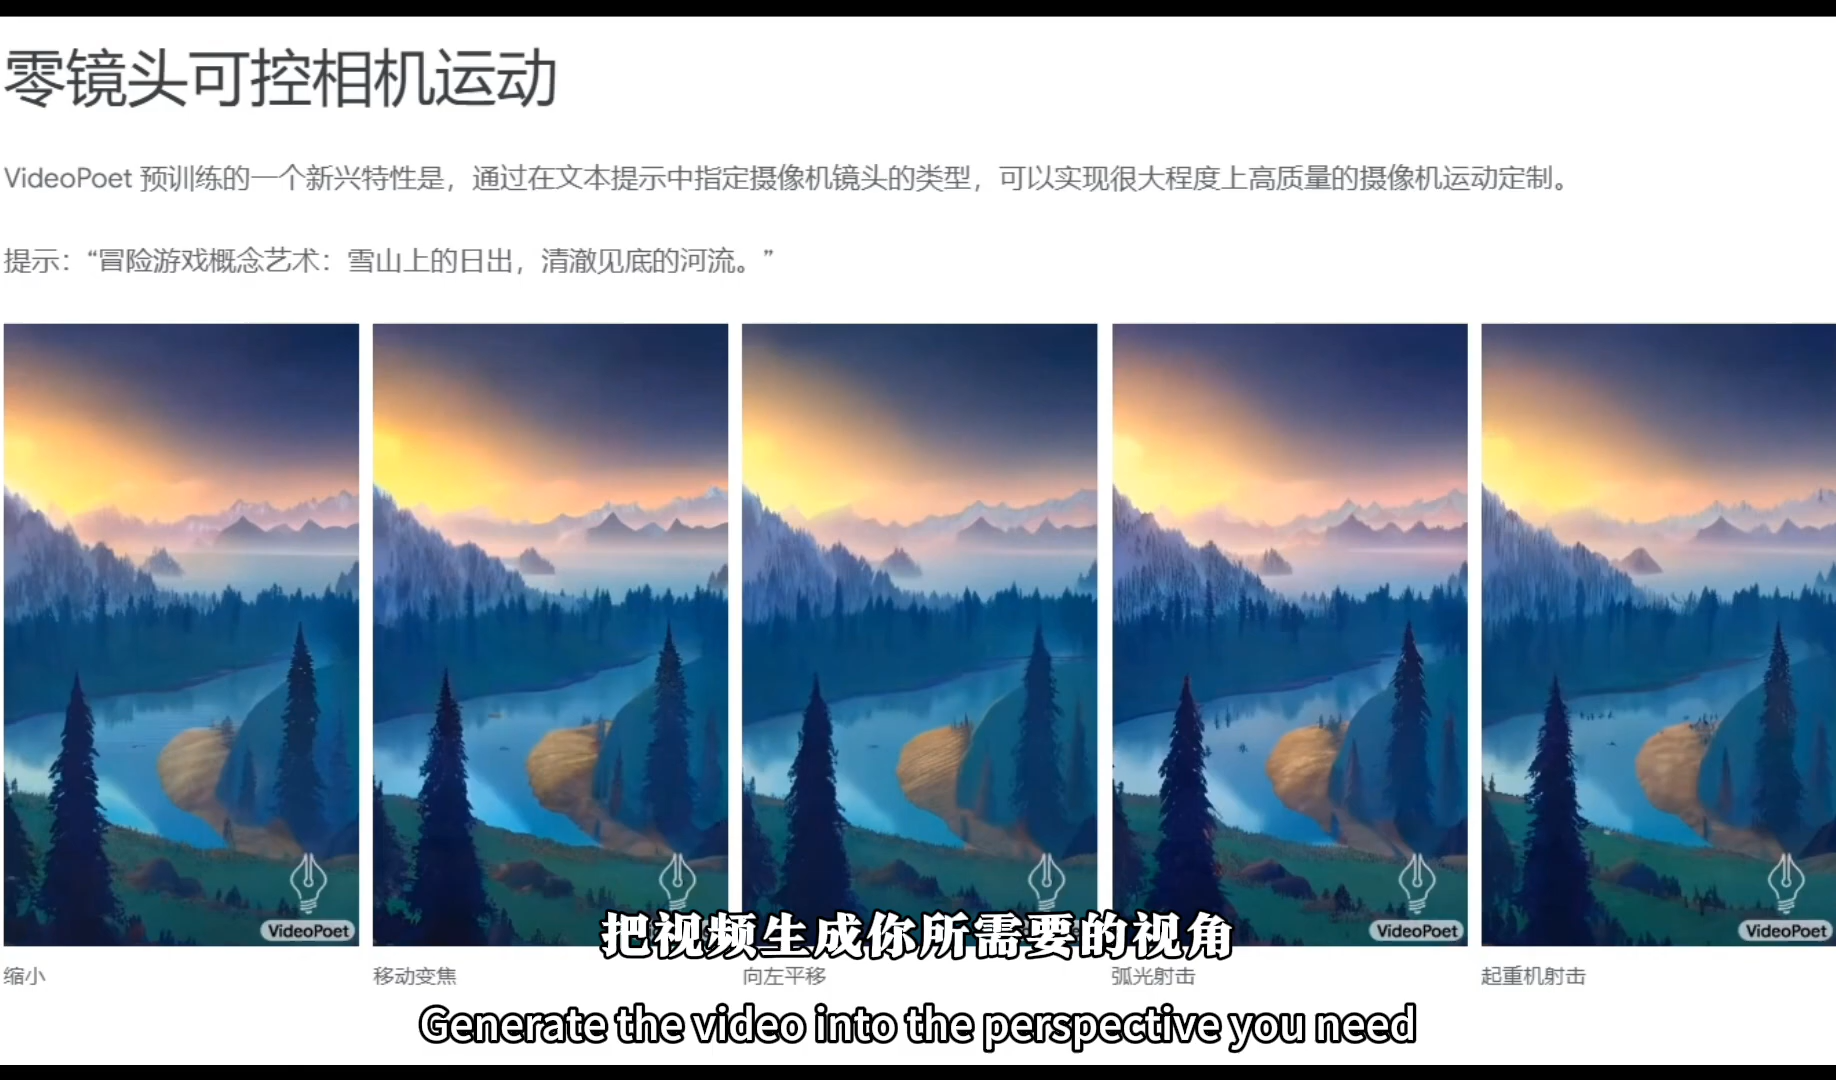 零镜头可控相机运动
VideoPoet 预训练的一个新兴特性是，通过在文本提示中指定摄像机镜头的类型，可以实现很大程度上高质量的摄像机运动定制。
提示：“冒险游戏概念艺术：雪山上的日出，清澈见底的河流。”
VideoPoet
VideoPoet
VideoPoet
把视频生成你所需要的视角
缩小
移动变焦
向左平移
弧光射击
起重机射击
Generate the video into the perspective you need